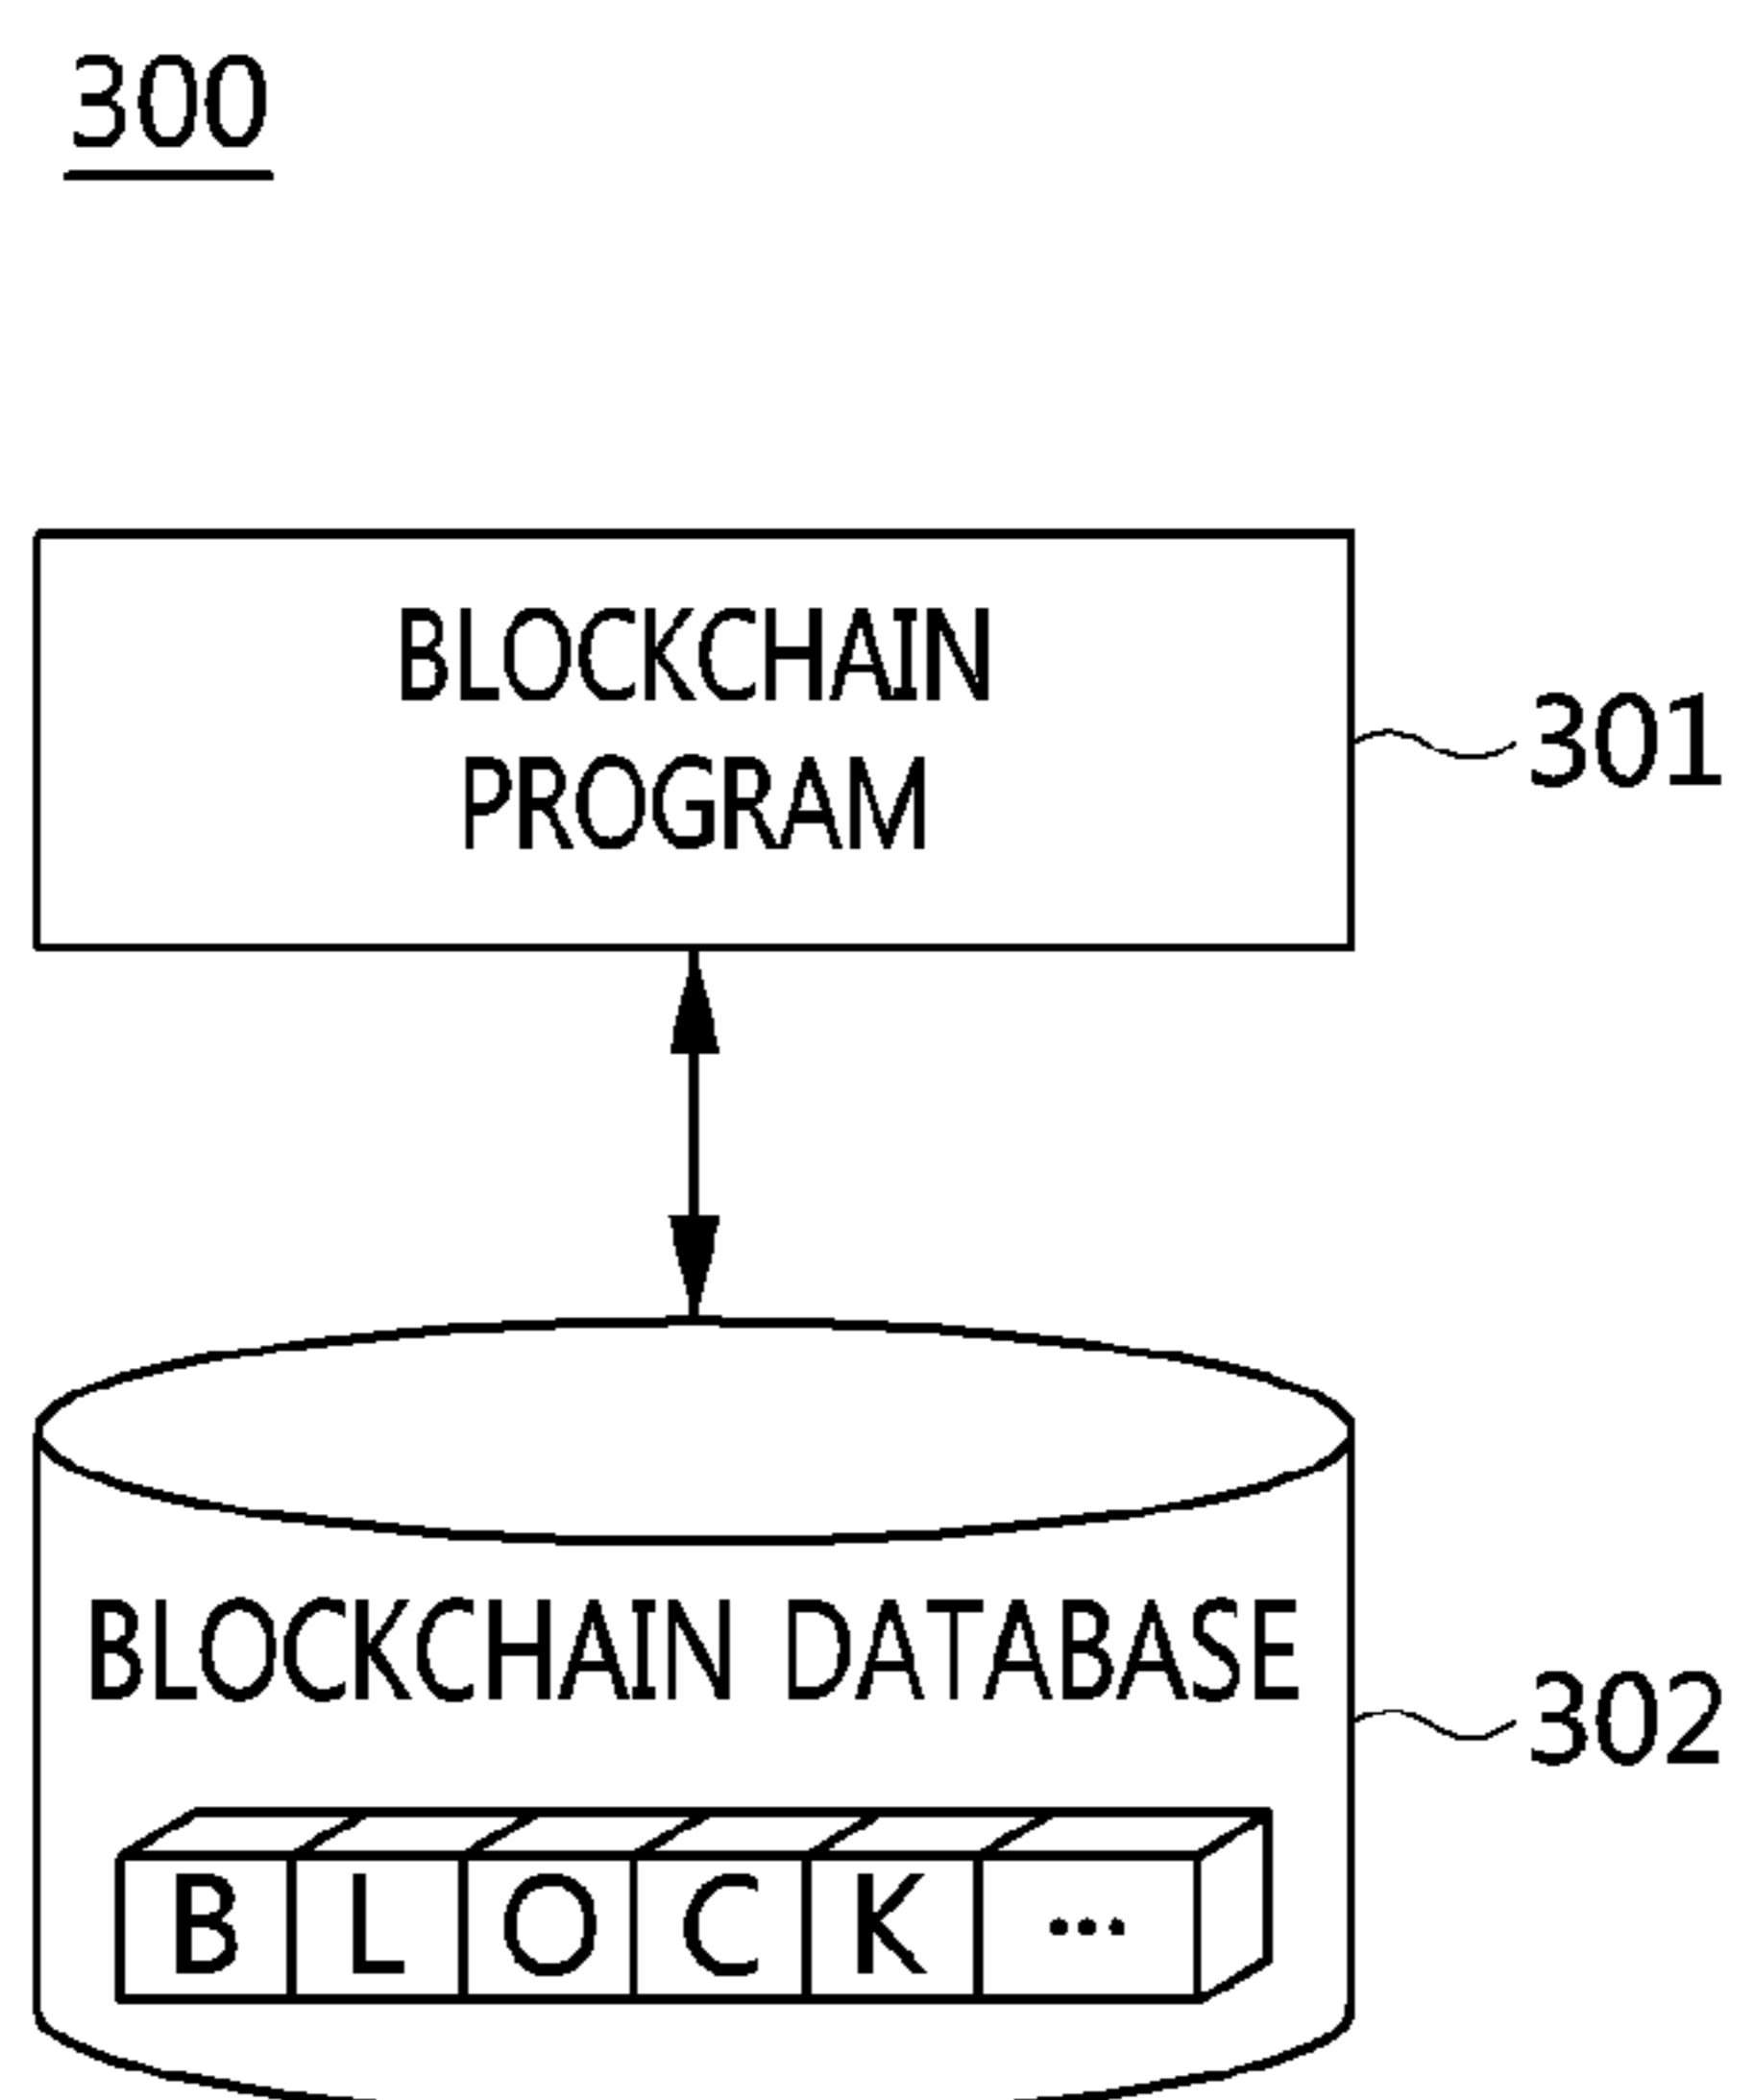 300
BLOCKCHAIN
PROGRAM
301
BLOCKCHAIN DATABASE
302
B L O C K ...